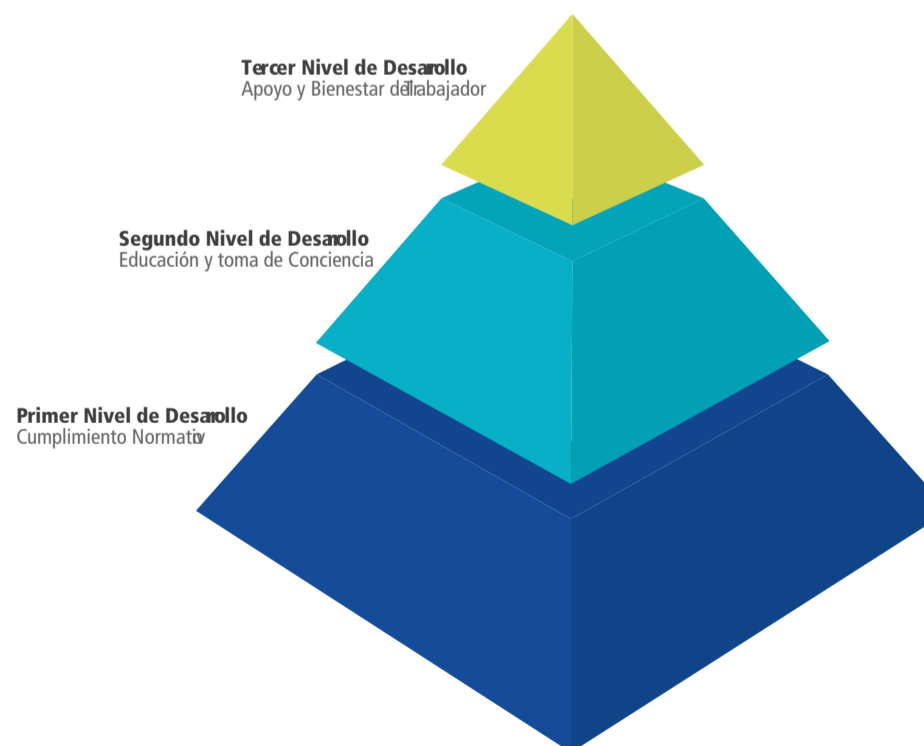 Tercer Nivel de Desarrollo
Apoyo y Bienestar del Trabajador
Segundo Nivel de Desarrollo
Educación y toma de Conciencia
Primer Nivel de Desarrollo
Cumplimiento Normativo